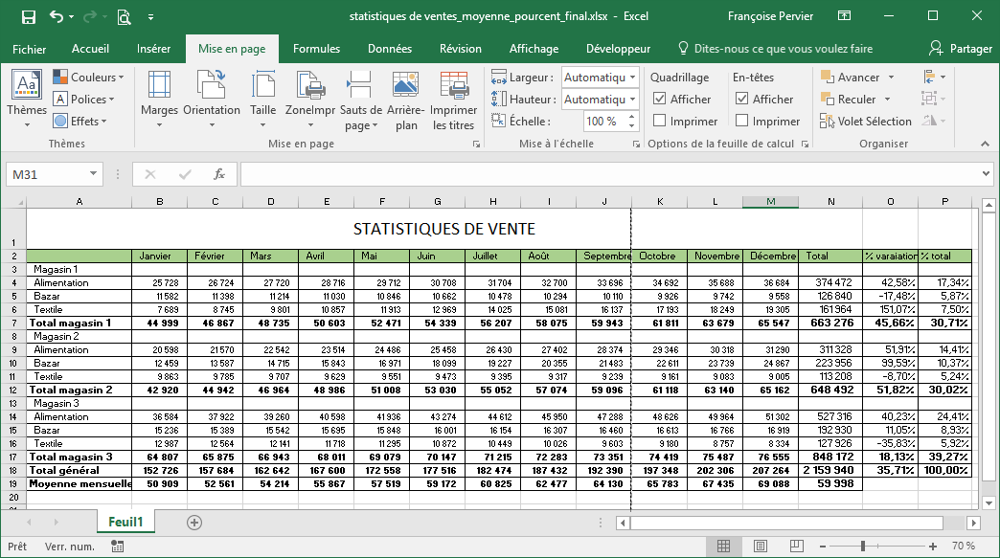 statistiques de ventes_moyenne_pourcent_final.xlsx - Excel
Françoise Pervier
Fichier Accueil Insérer Mise en page Formules Données Révision Affichage Développeur Dites-nous ce que vous voulez faire Partager
Thèmes
Couleurs
Polices
Effets
Thèmes
Marges Orientation Taille ZoneImpr Sauts de page Arrière-plan Imprimer les titres
Mise en page
Largeur : Automatiqu
Hauteur : Automatiqu
Échelle : 100 %
Mise à l'échelle
Quadrillage En-têtes
Afficher Afficher
Imprimer Imprimer
Options de la feuille de calcul
Avancer
Reculer
Volet Sélection
Organiser
M31 fx
A B C D E F G H I J K L M N O P
1 STATISTIQUES DE VENTE
2 Janvier Février Mars Avril Mai Juin Juillet Août Septembre Octobre Novembre Décembre Total % varaiation % total
3 Magasin 1
4 Alimentation 25 728 26 724 27 720 28 716 29 712 30 708 31 704 32 700 33 696 34 692 35 688 36 684 374 472 42,58% 17,34%
5 Bazar 11 582 11 398 11 214 11 030 10 846 10 662 10 478 10 294 10 110 9 926 9 742 9 558 126 840 -17,48% 5,87%
6 Textile 7 689 8 745 9 801 10 857 11 913 12 969 14 025 15 081 16 137 17 193 18 249 19 305 161 964 151,07% 7,50%
7 Total magasin 1 44 999 46 867 48 735 50 603 52 471 54 339 56 207 58 075 59 943 61 811 63 679 65 547 663 276 45,66% 30,71%
8 Magasin 2
9 Alimentation 20 598 21 570 22 542 23 514 24 486 25 458 26 430 27 402 28 374 29 346 30 318 31 290 311 328 51,91% 14,41%
10 Bazar 12 459 13 587 14 715 15 843 16 971 18 099 19 227 20 355 21 483 22 611 23 739 24 867 223 956 99,59% 10,37%
11 Textile 9 863 9 785 9 707 9 629 9 551 9 473 9 395 9 317 9 239 9 161 9 083 9 005 113 208 -8,70% 5,24%
12 Total magasin 2 42 920 44 942 46 964 48 986 51 008 53 030 55 052 57 074 59 096 61 118 63 140 65 162 648 492 51,82% 30,02%
13 Magasin 3
14 Alimentation 36 584 37 922 39 260 40 598 41 936 43 274 44 612 45 950 47 288 48 626 49 964 51 302 527 316 40,23% 24,41%
15 Bazar 15 236 15 389 15 542 15 695 15 848 16 001 16 154 16 307 16 460 16 613 16 766 16 919 192 930 11,05% 8,93%
16 Textile 12 987 12 564 12 141 11 718 11 295 10 872 10 449 10 026 9 603 9 180 8 757 8 334 127 926 -35,83% 5,92%
17 Total magasin 3 64 807 65 875 66 943 68 011 69 079 70 147 71 215 72 283 73 351 74 419 75 487 76 555 848 172 18,13% 39,27%
18 Total général 152 726 157 684 162 642 167 600 172 558 177 516 182 474 187 432 192 390 197 348 202 306 207 264 2 159 940 35,71% 100,00%
19 Moyenne mensuelle 50 909 52 561 54 214 55 867 57 519 59 172 60 825 62 477 64 130 65 783 67 435 69 088 59 998
20
Feuil1
Prêt Verr. num. 70 %